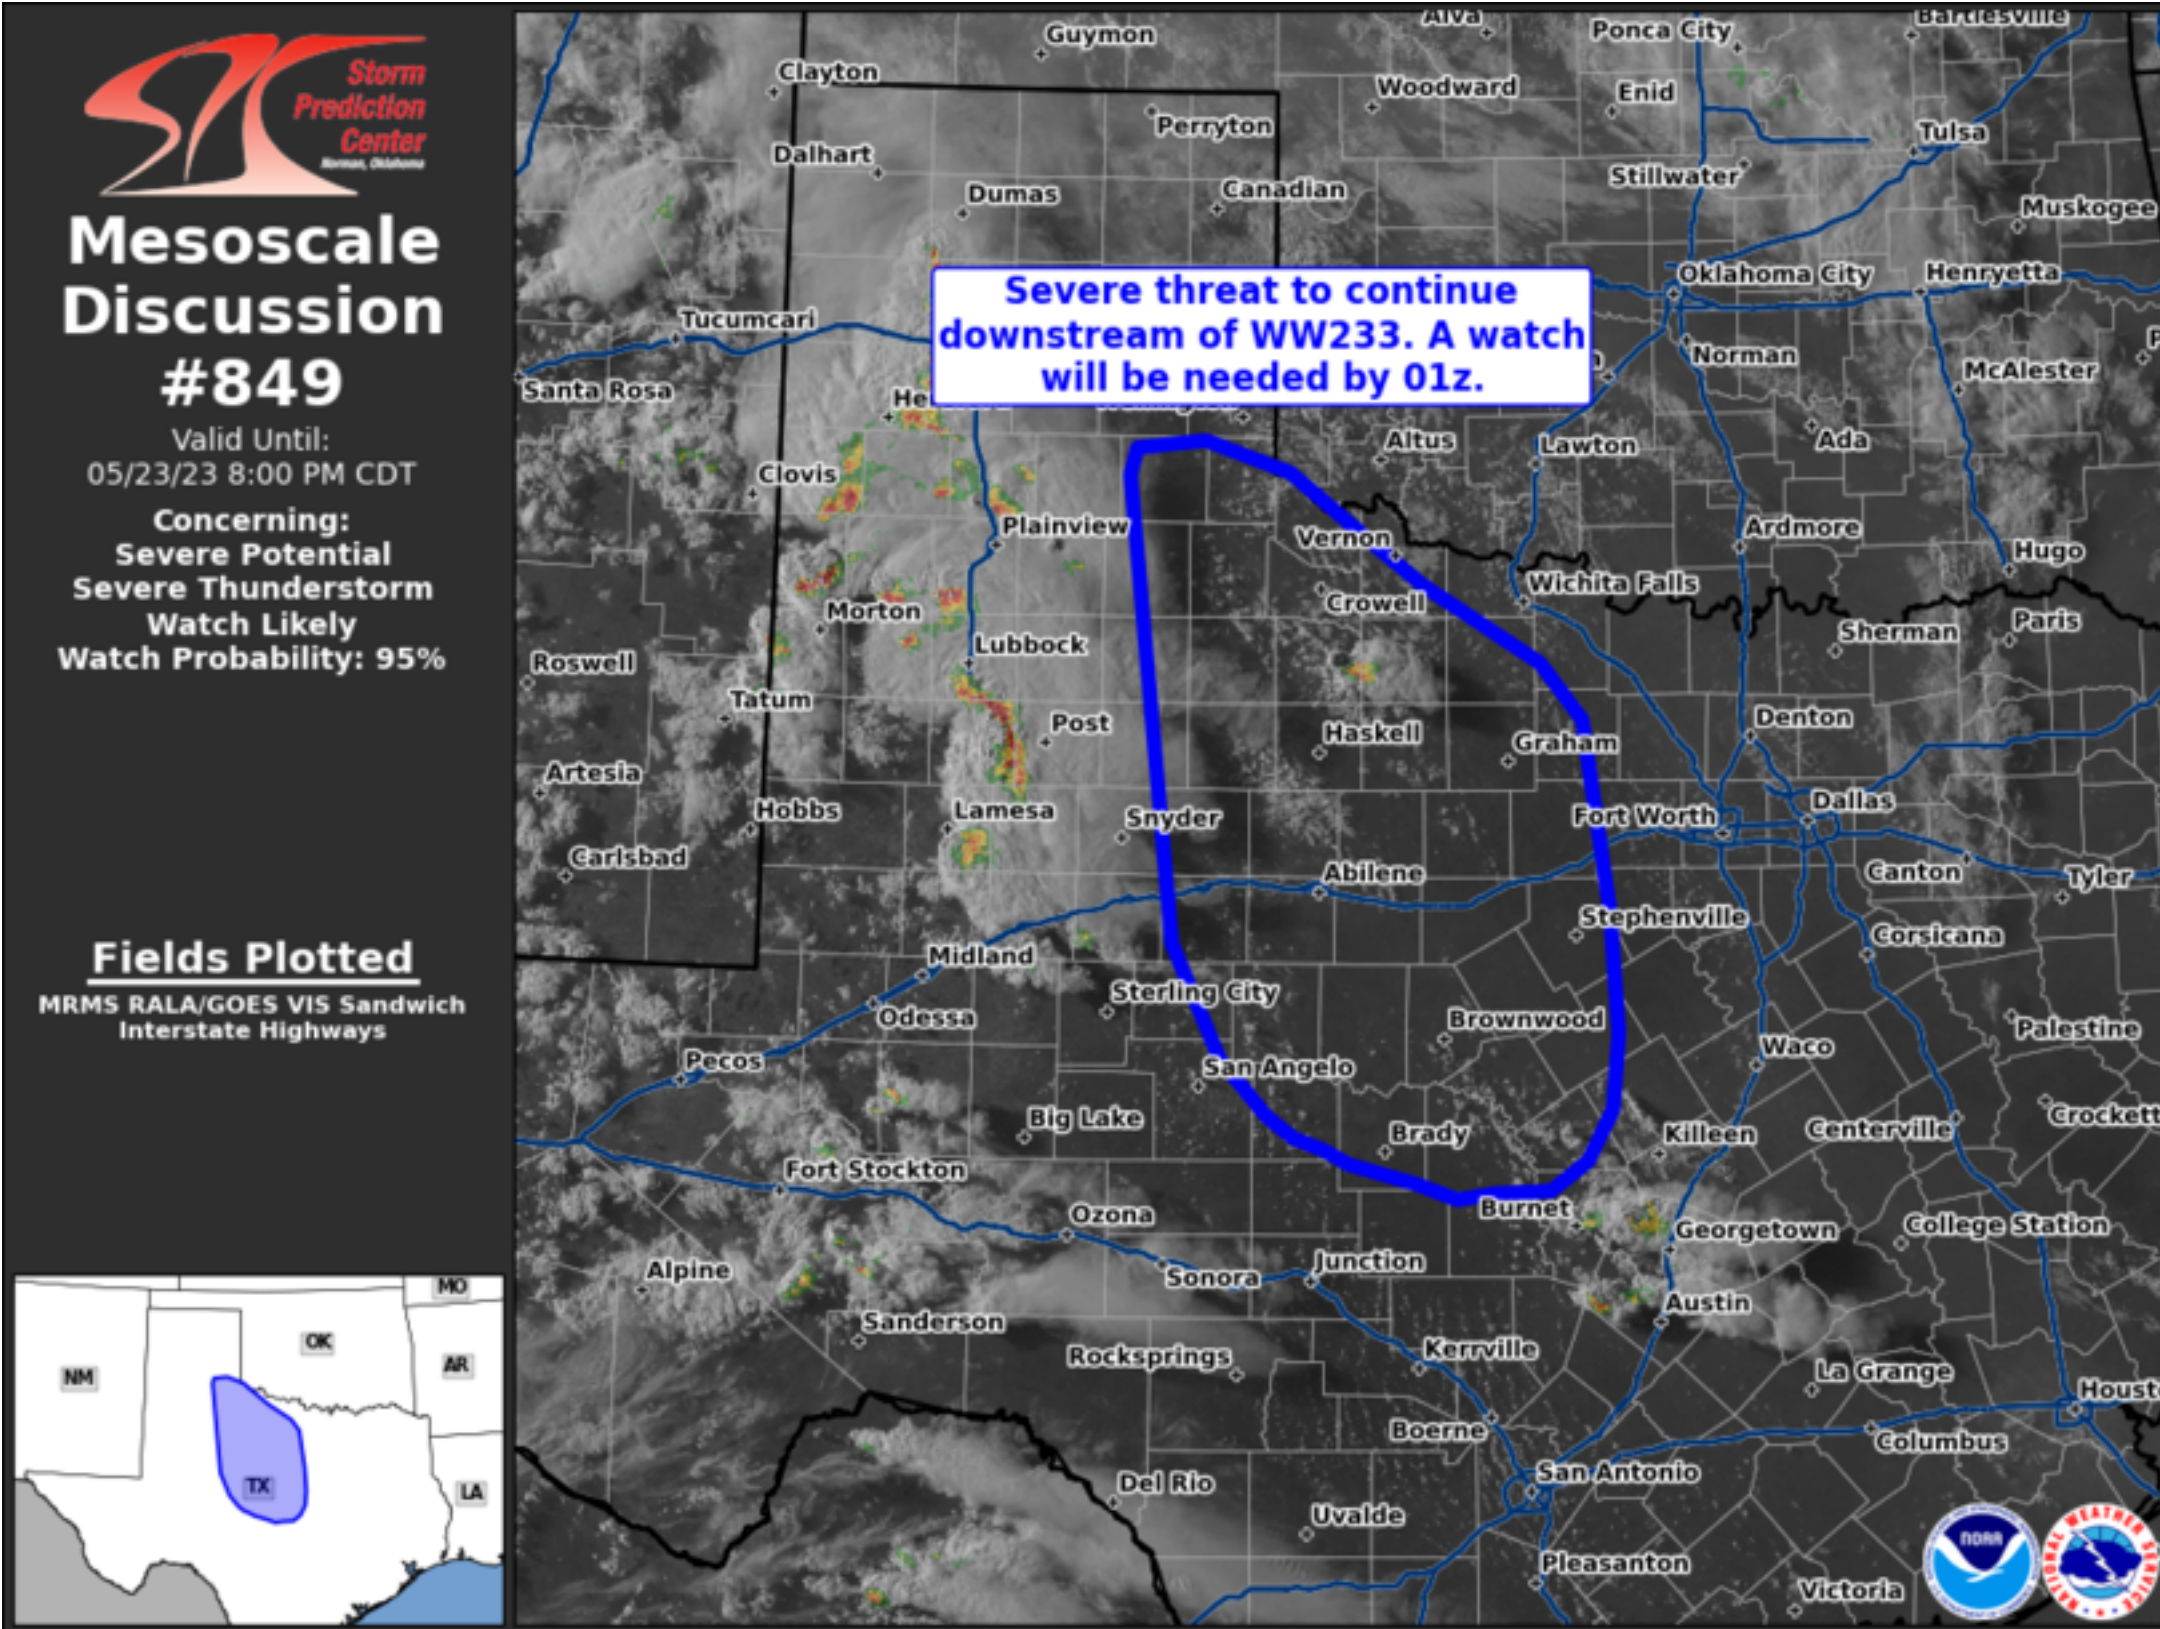 Storm
Prediction
Center
Norman, Oklahoma
Mesoscale
Discussion
#849
Valid Until:
05/23/23 8:00 PM CDT
Concerning:
Severe Potential
Severe Thunderstorm
Watch Likely
Watch Probability: 95%
Fields Plotted
MRMS RALA/GOES VIS Sandwich
Interstate Highways
MO
OK
NM
AR
TX
LA
Severe threat to continue
downstream of WW233. A watch
will be needed by 01z.
Alva
Bartlesville
Guymon
Ponca City
Clayton
Woodward
Enid
Perryton
Tulsa
Dalhart
Stillwater
Dumas
Canadian
Muskogee
Oklahoma City
Henryetta
Tucumcari
Norman
McAlester
Santa Rosa
Altus
Lawton
Ada
Clovis
Plainview
Vernon
Ardmore
Hugo
Wichita Falls
Crowell
Morton
Paris
Sherman
Lubbock
Roswell
Tatum
Post
Haskell
Graham
Denton
Artesia
Hobbs
Lamesa
Snyder
Fort Worth
Dallas
Carlsbad
Abilene
Canton
Tyler
Stephenville
Corsicana
Midland
Sterling City
Odessa
Brownwood
Palestine
Pecos
San Angelo
Waco
Big Lake
Brady
Killeen
Centerville
Crockett
Fort Stockton
Ozona
Burnet
Georgetown
College Station
Alpine
Sonora
Junction
Austin
Sanderson
Rocksprings
Kerrville
La Grange
Houst
Boerne
Columbus
Del Rio
San Antonio
Uvalde
Pleasanton
Victoria
NOAA
NATIONAL WEATHER SERVICE